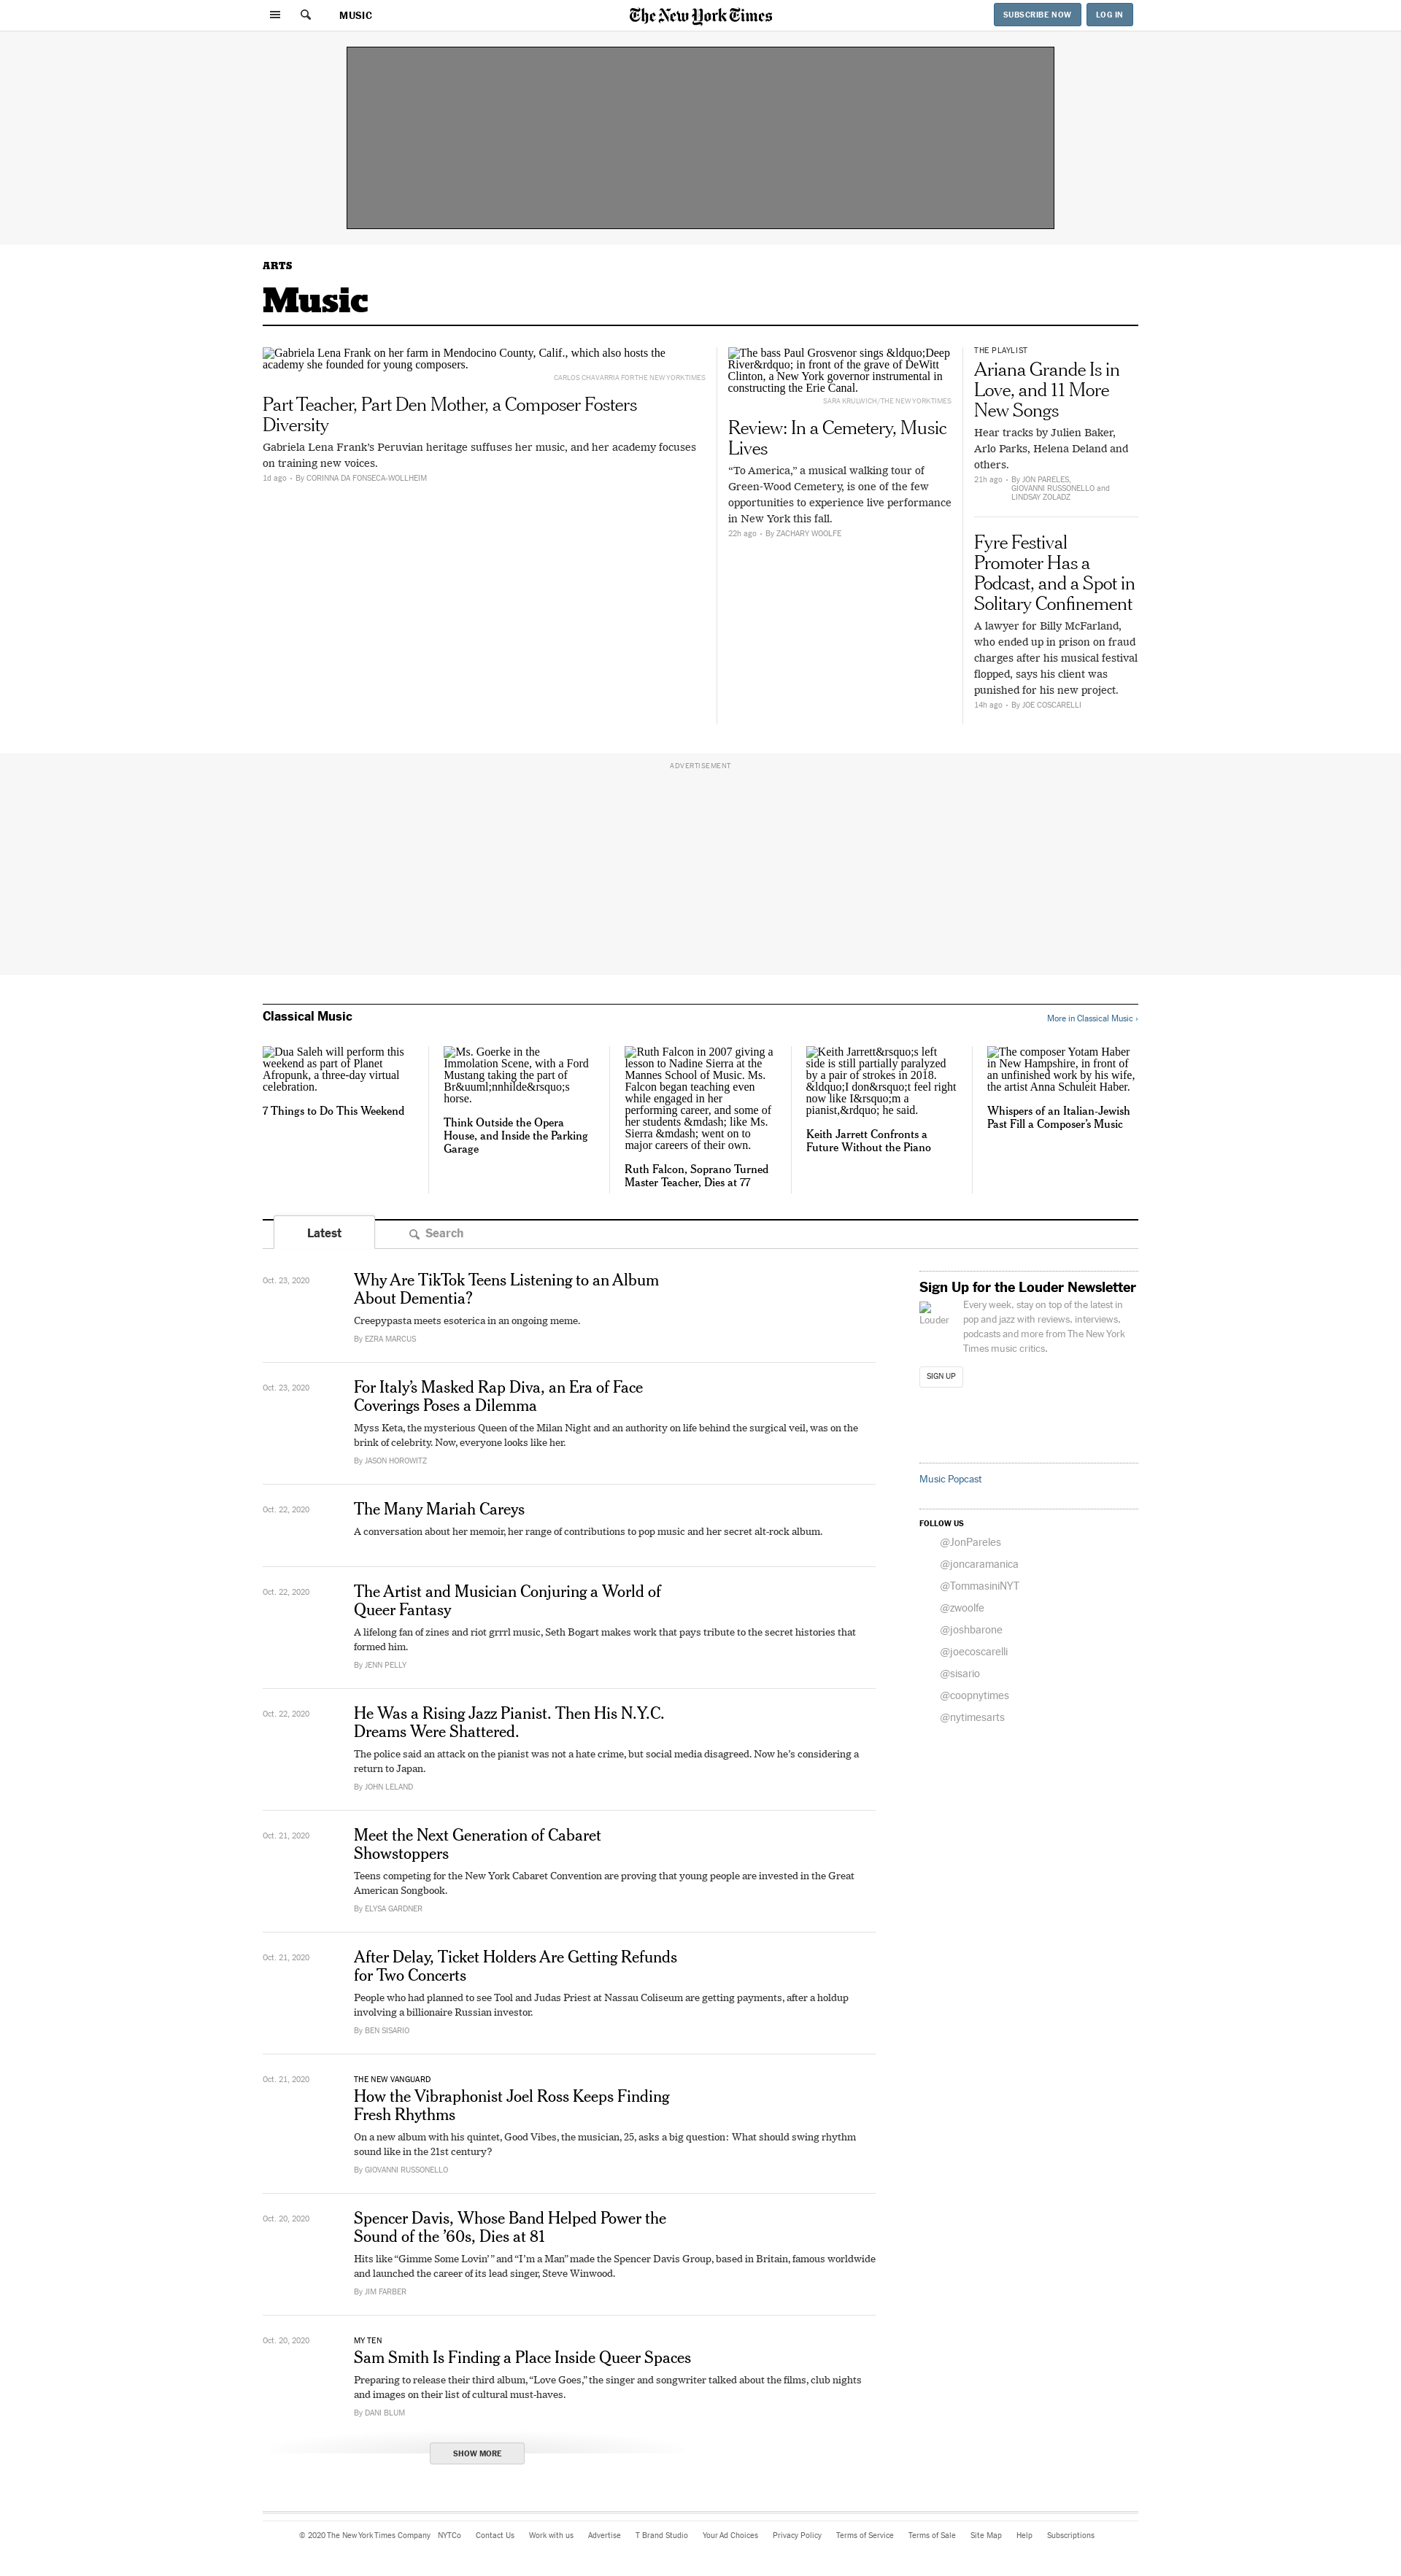 MUSIC
The New York Times
SUBSCRIBE NOW
LOG IN
ARTS
Music
Gabriela Lena Frank on her farm in Mendocino County, Calif., which also hosts the
academy she founded for young composers.
CARLOS CHAVARRIA FOR THE NEW YORK TIMES
Part Teacher, Part Den Mother, a Composer Fosters
Diversity
Gabriela Lena Frank’s Peruvian heritage suffuses her music, and her academy focuses
on training new voices.
1d ago • By CORINNA DA FONSECA-WOLLHEIM
The bass Paul Grosvenor sings &ldquo;Deep
River&rdquo; in front of the grave of DeWitt
Clinton, a New York governor instrumental in
constructing the Erie Canal.
SARA KRULWICH/THE NEW YORK TIMES
Review: In a Cemetery, Music
Lives
“To America,” a musical walking tour of
Green-Wood Cemetery, is one of the few
opportunities to experience live performance
in New York this fall.
22h ago • By ZACHARY WOOLFE
THE PLAYLIST
Ariana Grande Is in
Love, and 11 More
New Songs
Hear tracks by Julien Baker,
Arlo Parks, Helena Deland and
others.
21h ago • By JON PARELES,
GIOVANNI RUSSONELLO and
LINDSAY ZOLADZ
Fyre Festival
Promoter Has a
Podcast, and a Spot in
Solitary Confinement
A lawyer for Billy McFarland,
who ended up in prison on fraud
charges after his musical festival
flopped, says his client was
punished for his new project.
14h ago • By JOE COSCARELLI
ADVERTISEMENT
Classical Music
More in Classical Music ›
Dua Saleh will perform this
weekend as part of Planet
Afropunk, a three-day virtual
celebration.
7 Things to Do This Weekend
Ms. Goerke in the
Immolation Scene, with a Ford
Mustang taking the part of
Br&uuml;nnhilde&rsquo;s
horse.
Think Outside the Opera
House, and Inside the Parking
Garage
Ruth Falcon in 2007 giving a
lesson to Nadine Sierra at the
Mannes School of Music. Ms.
Falcon began teaching even
while engaged in her
performing career, and some of
her students &mdash; like Ms.
Sierra &mdash; went on to
major careers of their own.
Ruth Falcon, Soprano Turned
Master Teacher, Dies at 77
Keith Jarrett&rsquo;s left
side is still partially paralyzed
by a pair of strokes in 2018.
&ldquo;I don&rsquo;t feel right
now like I&rsquo;m a
pianist,&rdquo; he said.
Keith Jarrett Confronts a
Future Without the Piano
The composer Yotam Haber
in New Hampshire, in front of
an unfinished work by his wife,
the artist Anna Schuleit Haber.
Whispers of an Italian-Jewish
Past Fill a Composer’s Music
Latest
Search
Oct. 23, 2020
Why Are TikTok Teens Listening to an Album
About Dementia?
Creepypasta meets esoterica in an ongoing meme.
By EZRA MARCUS
Oct. 23, 2020
For Italy’s Masked Rap Diva, an Era of Face
Coverings Poses a Dilemma
Myss Keta, the mysterious Queen of the Milan Night and an authority on life behind the surgical veil, was on the
brink of celebrity. Now, everyone looks like her.
By JASON HOROWITZ
Oct. 22, 2020
The Many Mariah Careys
A conversation about her memoir, her range of contributions to pop music and her secret alt-rock album.
Oct. 22, 2020
The Artist and Musician Conjuring a World of
Queer Fantasy
A lifelong fan of zines and riot grrrl music, Seth Bogart makes work that pays tribute to the secret histories that
formed him.
By JENN PELLY
Oct. 22, 2020
He Was a Rising Jazz Pianist. Then His N.Y.C.
Dreams Were Shattered.
The police said an attack on the pianist was not a hate crime, but social media disagreed. Now he’s considering a
return to Japan.
By JOHN LELAND
Oct. 21, 2020
Meet the Next Generation of Cabaret
Showstoppers
Teens competing for the New York Cabaret Convention are proving that young people are invested in the Great
American Songbook.
By ELYSA GARDNER
Oct. 21, 2020
After Delay, Ticket Holders Are Getting Refunds
for Two Concerts
People who had planned to see Tool and Judas Priest at Nassau Coliseum are getting payments, after a holdup
involving a billionaire Russian investor.
By BEN SISARIO
Oct. 21, 2020
THE NEW VANGUARD
How the Vibraphonist Joel Ross Keeps Finding
Fresh Rhythms
On a new album with his quintet, Good Vibes, the musician, 25, asks a big question: What should swing rhythm
sound like in the 21st century?
By GIOVANNI RUSSONELLO
Oct. 20, 2020
Spencer Davis, Whose Band Helped Power the
Sound of the ’60s, Dies at 81
Hits like “Gimme Some Lovin’ ” and “I’m a Man” made the Spencer Davis Group, based in Britain, famous worldwide
and launched the career of its lead singer, Steve Winwood.
By JIM FARBER
Oct. 20, 2020
MY TEN
Sam Smith Is Finding a Place Inside Queer Spaces
Preparing to release their third album, “Love Goes,” the singer and songwriter talked about the films, club nights
and images on their list of cultural must-haves.
By DANI BLUM
SHOW MORE
Sign Up for the Louder Newsletter
Louder
Every week, stay on top of the latest in
pop and jazz with reviews, interviews,
podcasts and more from The New York
Times music critics.
SIGN UP
Music Popcast
FOLLOW US
@JonPareles
@joncaramanica
@TommasiniNYT
@zwoolfe
@joshbarone
@joecoscarelli
@sisario
@coopnytimes
@nytimesarts
© 2020 The New York Times Company NYTCo Contact Us Work with us Advertise T Brand Studio Your Ad Choices Privacy Policy Terms of Service Terms of Sale Site Map Help Subscriptions